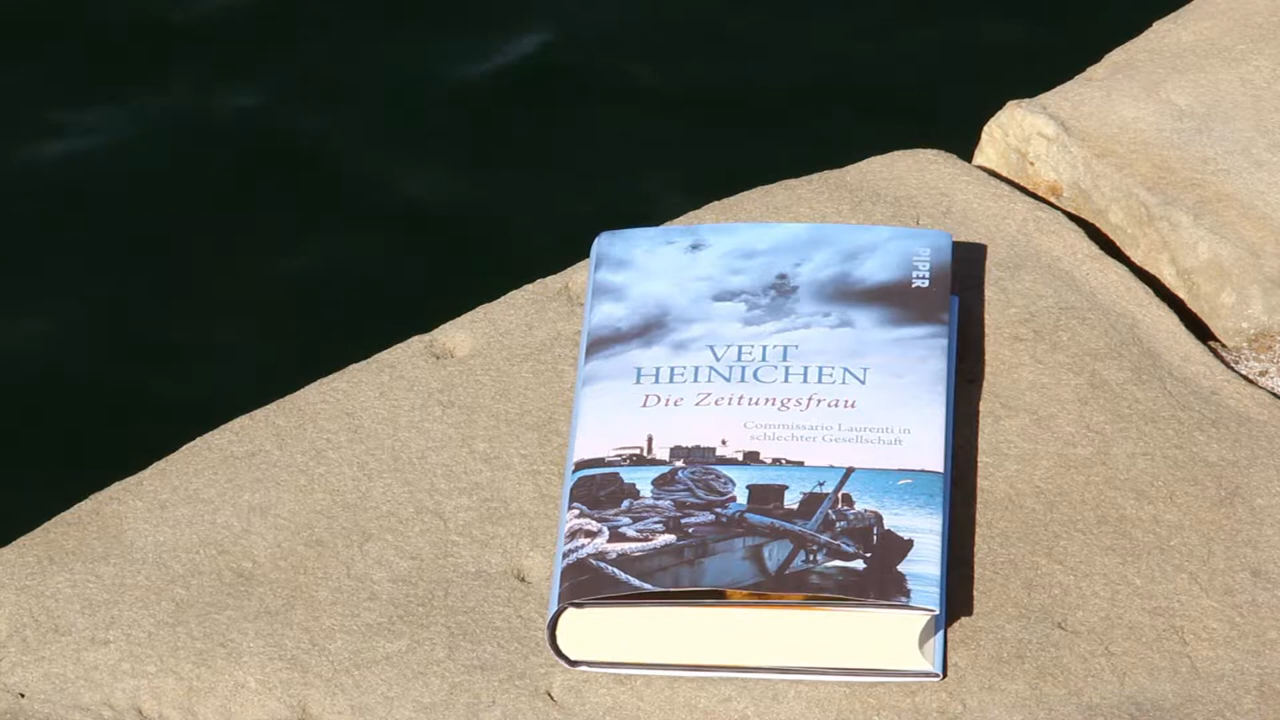 PIPER
VEIT
HEINICHEN
Die Zeitungsfrau
Commissario Laurenti in
schlechter Gesellschaft